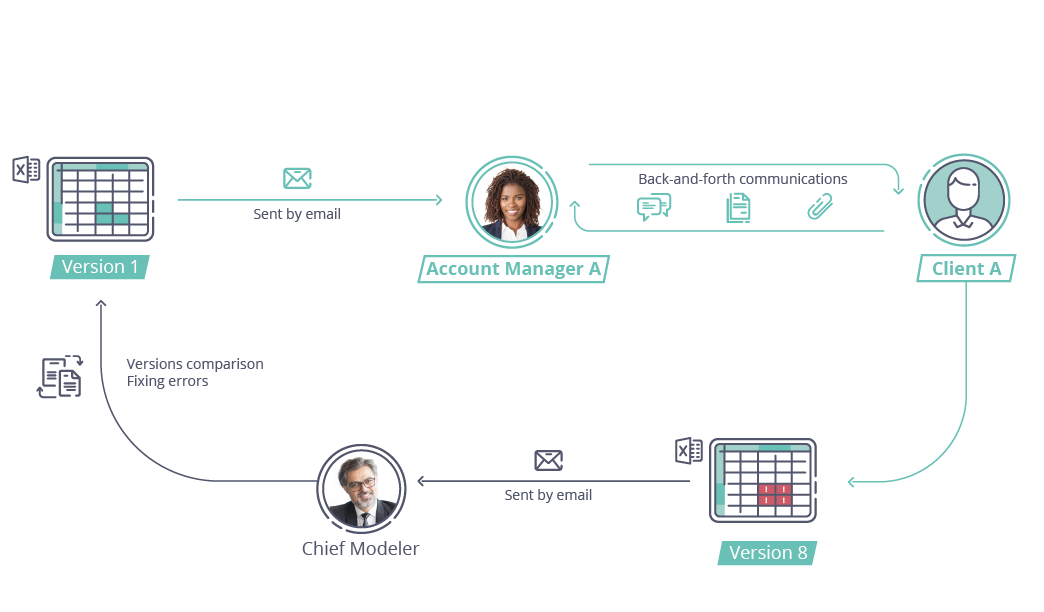 X
Sent by email
Version 1
Back-and-forth communications
Account Manager A
Client A
Versions comparison
Fixing errors
Chief Modeler
Sent by email
X
! !
! !
Version 8